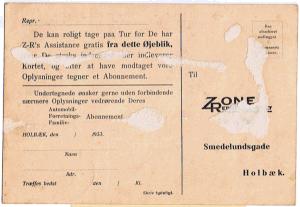 Repr.:
De kan roligt tage paa Tur for De har
Z-R's Assistance gratis fra dette Øjeblik,
Kortet, og efter at have modtaget vore
Oplysninger tegner et Abonnement.
Undertegnede ønsker gerne uden forbindende
nærmere Oplysninger vedrørende Deres
Automobil-
Forretnings- Abonnement
Familie-
HOLBÆK, den / 1953.
Navn:
Adr.
Træffes bedst den / Kl.
Skriv tydeligt.
Til
ZONE
Smedelundsgade
Holbæk.